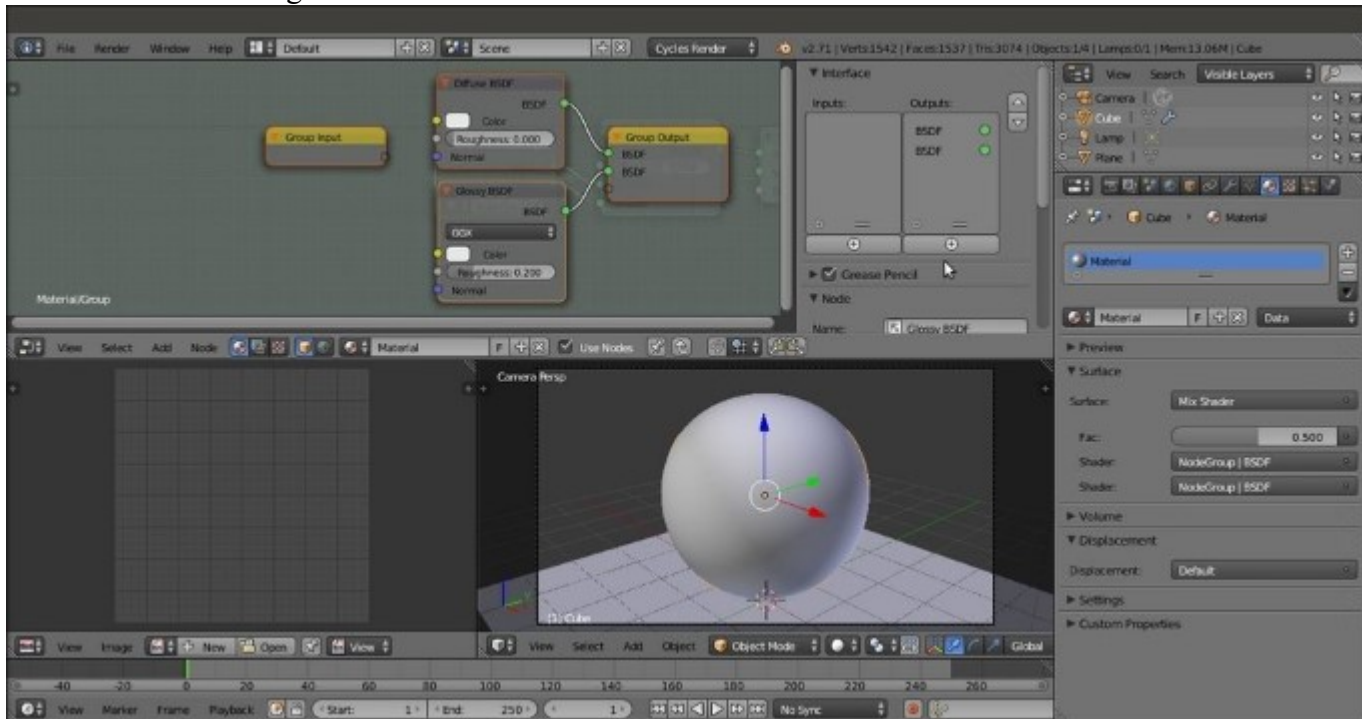 File Render Window Help Default Scene Cycles Render v2.71 | Verts:1542 | Faces:1537 | Tris:3074 | Objects:1/4 | Lamps:0/1 | Mem:13.06M | Cube
Group Input
Diffuse BSDF
BSDF
Color
Roughness: 0.000
Normal
Glossy BSDF
BSDF
GGX
Color
Roughness: 0.200
Normal
Group Output
BSDF
BSDF
Material/Group
Interface
Inputs: Outputs:
BSDF
BSDF
Grease Pencil
Node
Name: Glossy BSDF
View Search Visible Layers
Camera
Cube
Lamp
Plane
Cube Material
Material
Material F Data
Preview
Surface
Surface: Mix Shader
Fac: 0.500
Shader: NodeGroup | BSDF
Shader: NodeGroup | BSDF
Volume
Displacement
Displacement: Default
Settings
Custom Properties
View Select Add Node Material F Use Nodes
Camera Persp
(1) Cube
View Image New Open View
View Select Add Object Object Mode Global
-40 -20 0 20 40 60 80 100 120 140 160 180 200 220 240 260
View Marker Frame Playback Start: 1 End: 250 1 No Sync